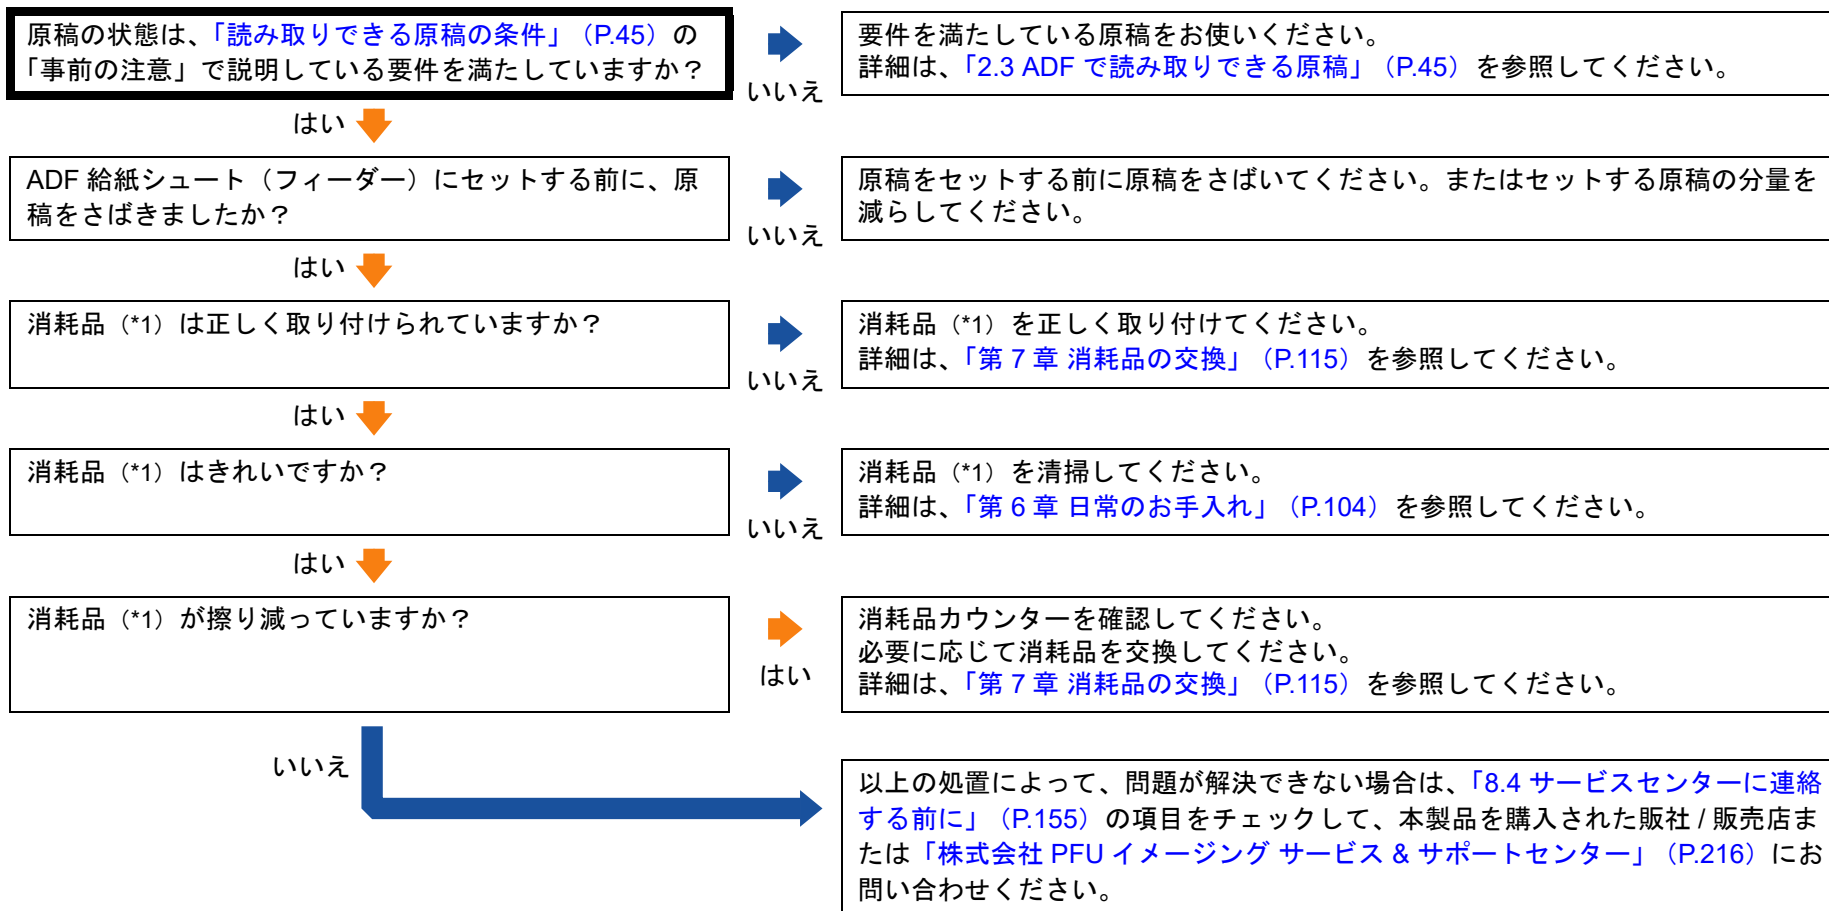 原稿の状態は、「読み取りできる原稿の条件」（P.45）の
「事前の注意」で説明している要件を満たしていますか？
いいえ
要件を満たしている原稿をお使いください。
詳細は、「2.3 ADF で読み取りできる原稿」（P.45）を参照してください。
はい
ADF 給紙シュート（フィーダー）にセットする前に、原
稿をさばきましたか？
いいえ
原稿をセットする前に原稿をさばいてください。またはセットする原稿の分量を
減らしてください。
はい
消耗品（*1）は正しく取り付けられていますか？
いいえ
消耗品（*1）を正しく取り付けてください。
詳細は、「第 7 章 消耗品の交換」（P.115）を参照してください。
はい
消耗品（*1）はきれいですか？
いいえ
消耗品（*1）を清掃してください。
詳細は、「第 6 章 日常のお手入れ」（P.104）を参照してください。
はい
消耗品（*1）が擦り減っていますか？
はい
消耗品カウンターを確認してください。
必要に応じて消耗品を交換してください。
詳細は、「第 7 章 消耗品の交換」（P.115）を参照してください。
いいえ
以上の処置によって、問題が解決できない場合は、「8.4 サービスセンターに連絡
する前に」（P.155）の項目をチェックして、本製品を購入された販社 / 販売店ま
たは「株式会社 PFU イメージング サービス & サポートセンター」（P.216）にお
問い合わせください。